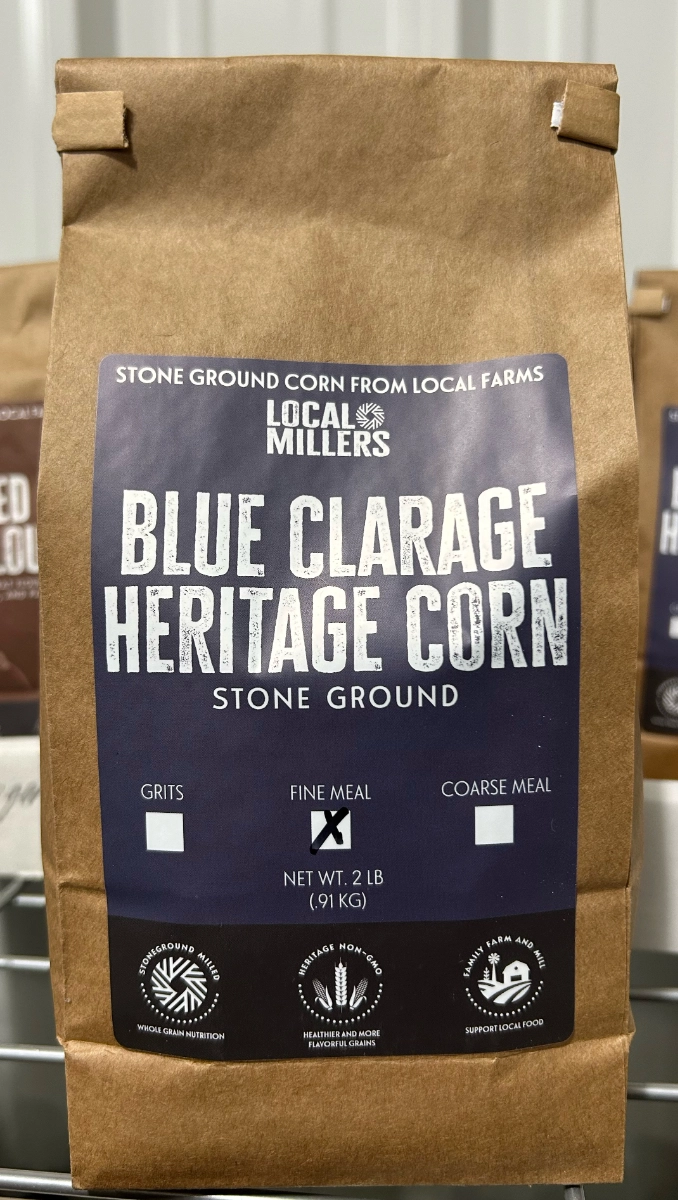 STONE GROUND CORN FROM LOCAL FARMS
LOCAL
MILLERS
BLUE CLARAGE
HERITAGE CORN
STONE GROUND
GRITS
FINE MEAL
COARSE MEAL
X
NET WT. 2 LB
(.91 KG)
STONEGROUND MILLED
WHOLE GRAIN NUTRITION
HERITAGE NON-GMO
HEALTHIER AND MORE
FLAVORFUL GRAINS
FAMILY FARM AND MILL
SUPPORT LOCAL FOOD